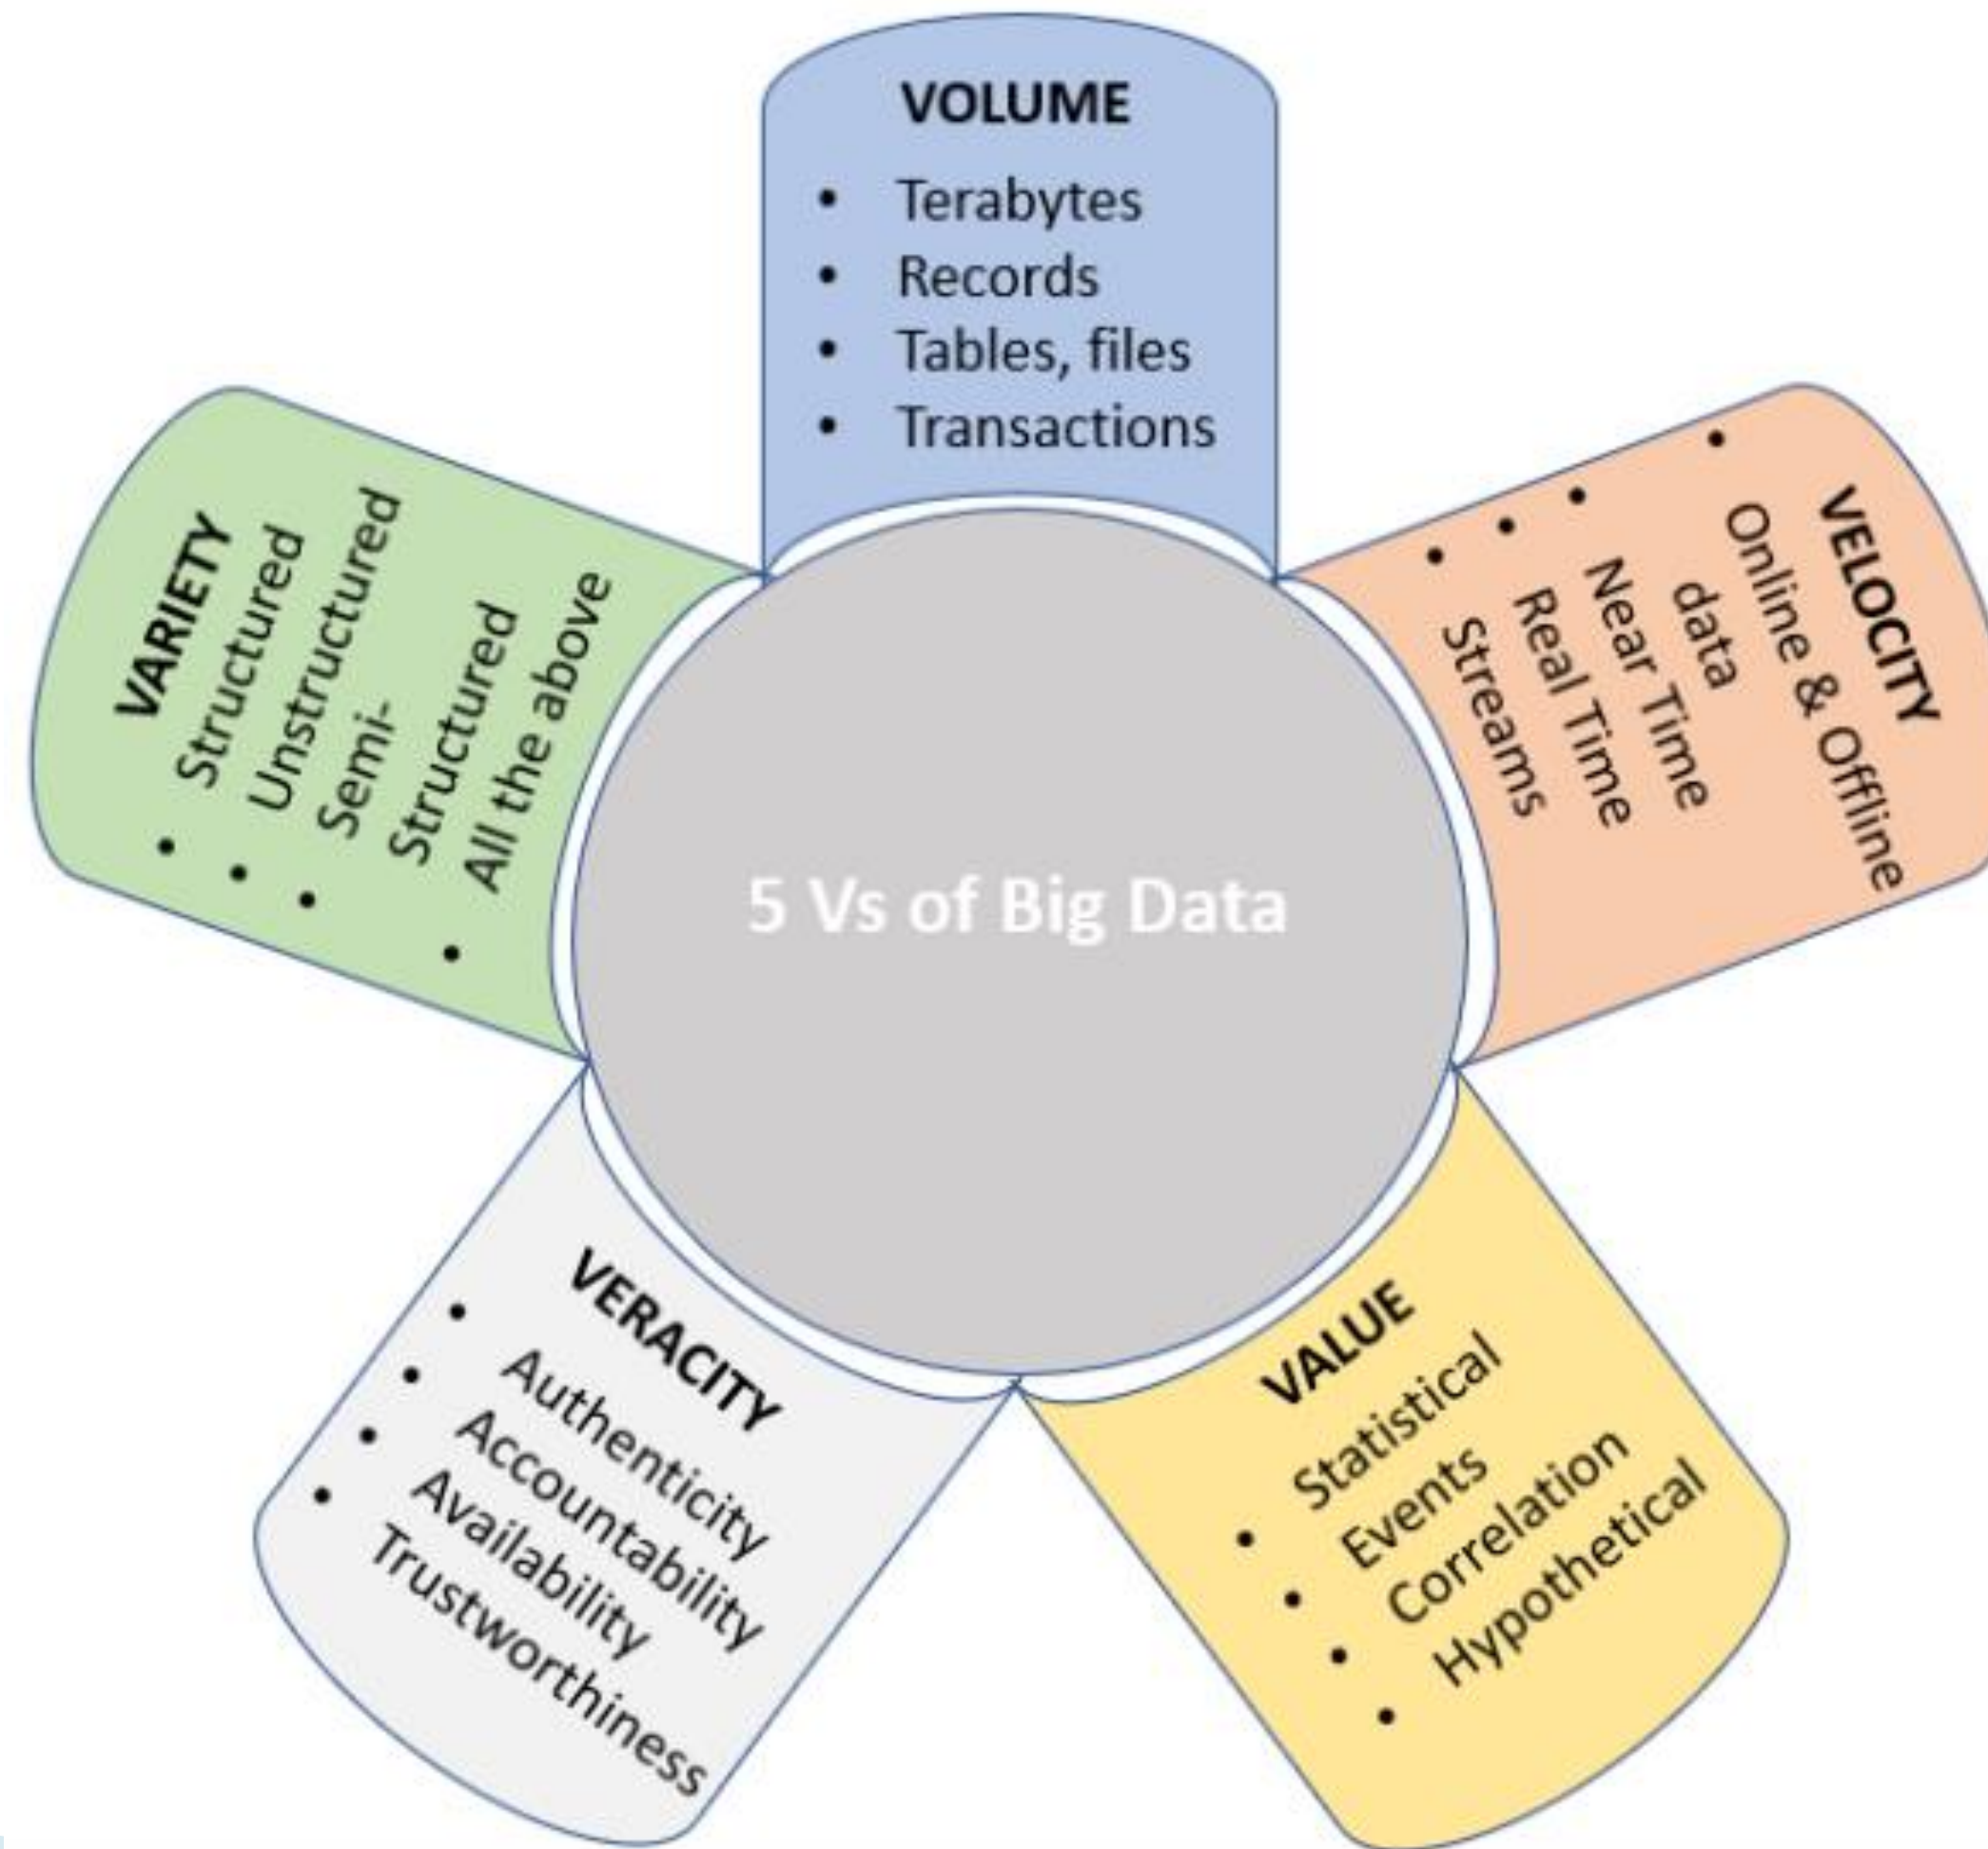 VOLUME
• Terabytes
• Records
• Tables, files
• Transactions
VELOCITY
• Online & Offline
data
• Near Time
• Real Time
• Streams
VALUE
• Statistical
• Events
• Correlation
• Hypothetical
VERACITY
• Authenticity
• Accountability
• Availability
• Trustworthiness
VARIETY
• Structured
• Unstructured
• Semi-
Structured
• All the above
5 Vs of Big Data